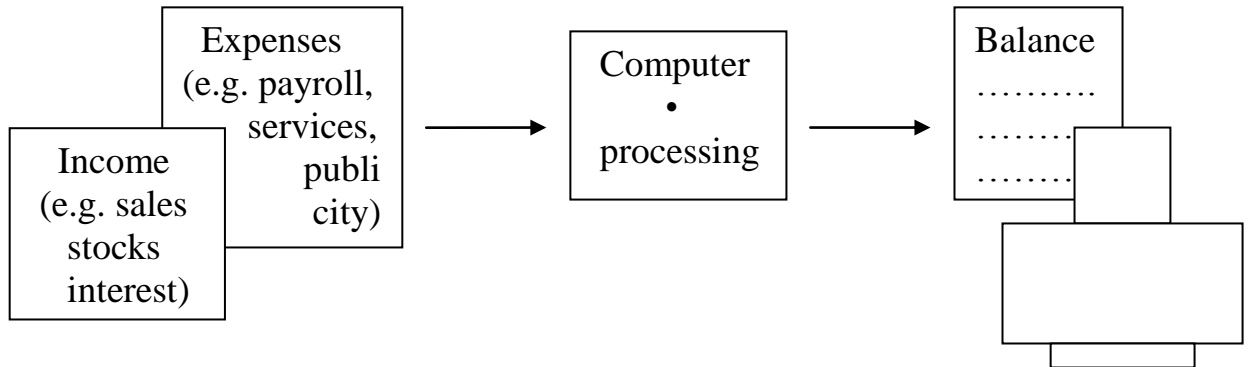 Expenses
(e.g. payroll,
services,
publi
city)
Income
(e.g. sales
stocks
interest)
Computer
•
processing
Balance
..........
........
........